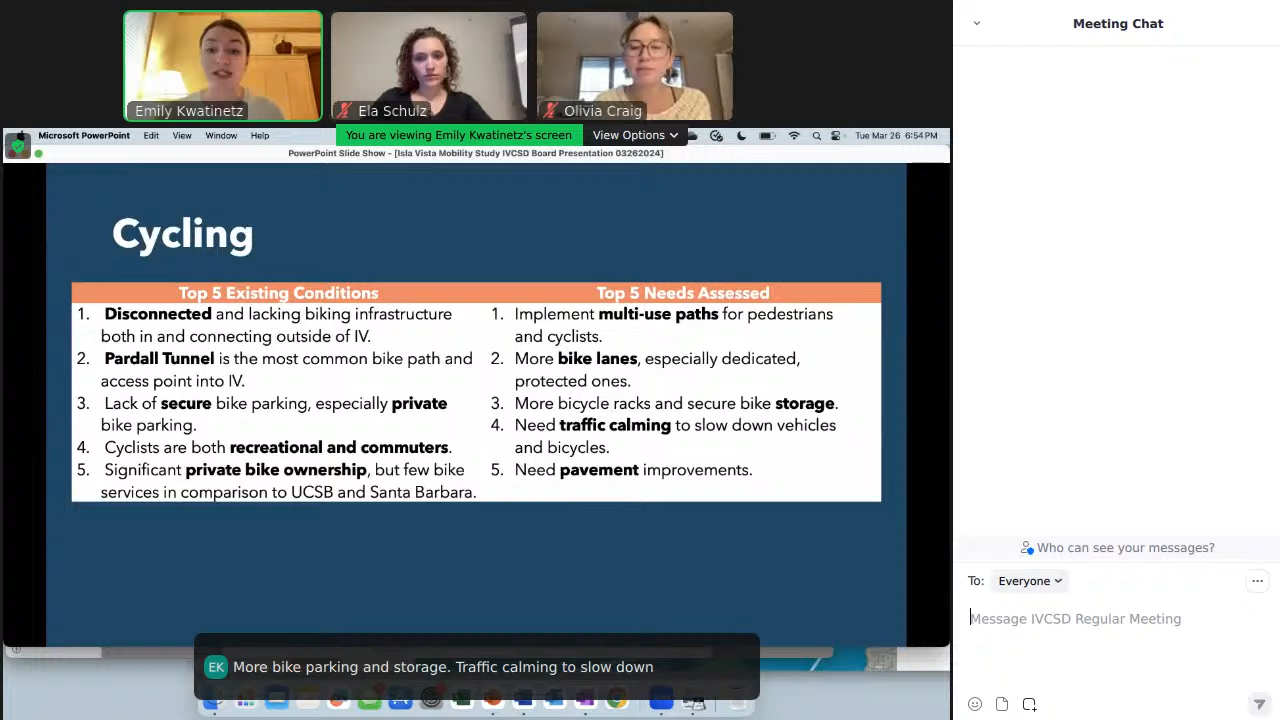 Meeting Chat
Emily Kwatinetz
Ela Schulz
Olivia Craig
Microsoft PowerPoint Edit View Window Help
You are viewing Emily Kwatinetz's screen
View Options
Tue Mar 26 6:54 PM
PowerPoint Slide Show - [Isla Vista Mobility Study IVCSD Board Presentation 03262024]
Cycling
Top 5 Existing Conditions
1. Disconnected and lacking biking infrastructure
both in and connecting outside of IV.
2. Pardall Tunnel is the most common bike path and
access point into IV.
3. Lack of secure bike parking, especially private
bike parking.
4. Cyclists are both recreational and commuters.
5. Significant private bike ownership, but few bike
services in comparison to UCSB and Santa Barbara.
Top 5 Needs Assessed
1. Implement multi-use paths for pedestrians
and cyclists.
2. More bike lanes, especially dedicated,
protected ones.
3. More bicycle racks and secure bike storage.
4. Need traffic calming to slow down vehicles
and bicycles.
5. Need pavement improvements.
EK More bike parking and storage. Traffic calming to slow down
Who can see your messages?
To: Everyone
Message IVCSD Regular Meeting